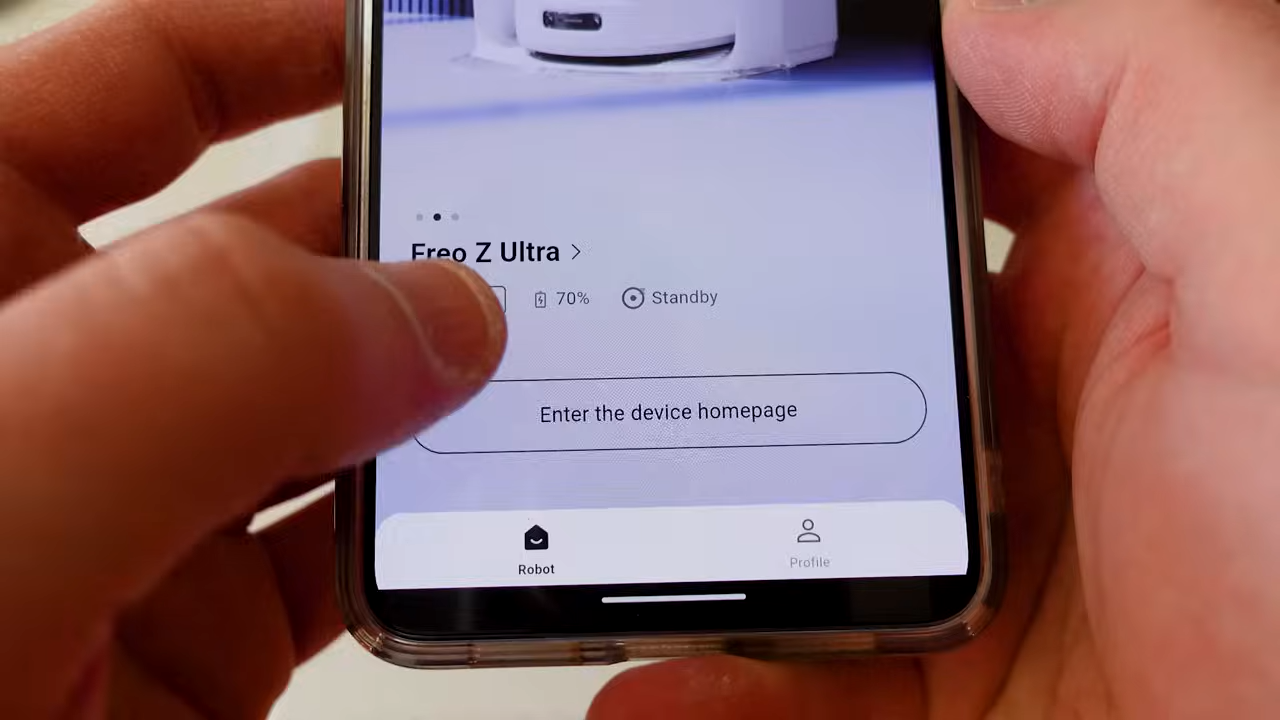 Freo Z Ultra
70% Standby
Enter the device homepage
Robot Profile